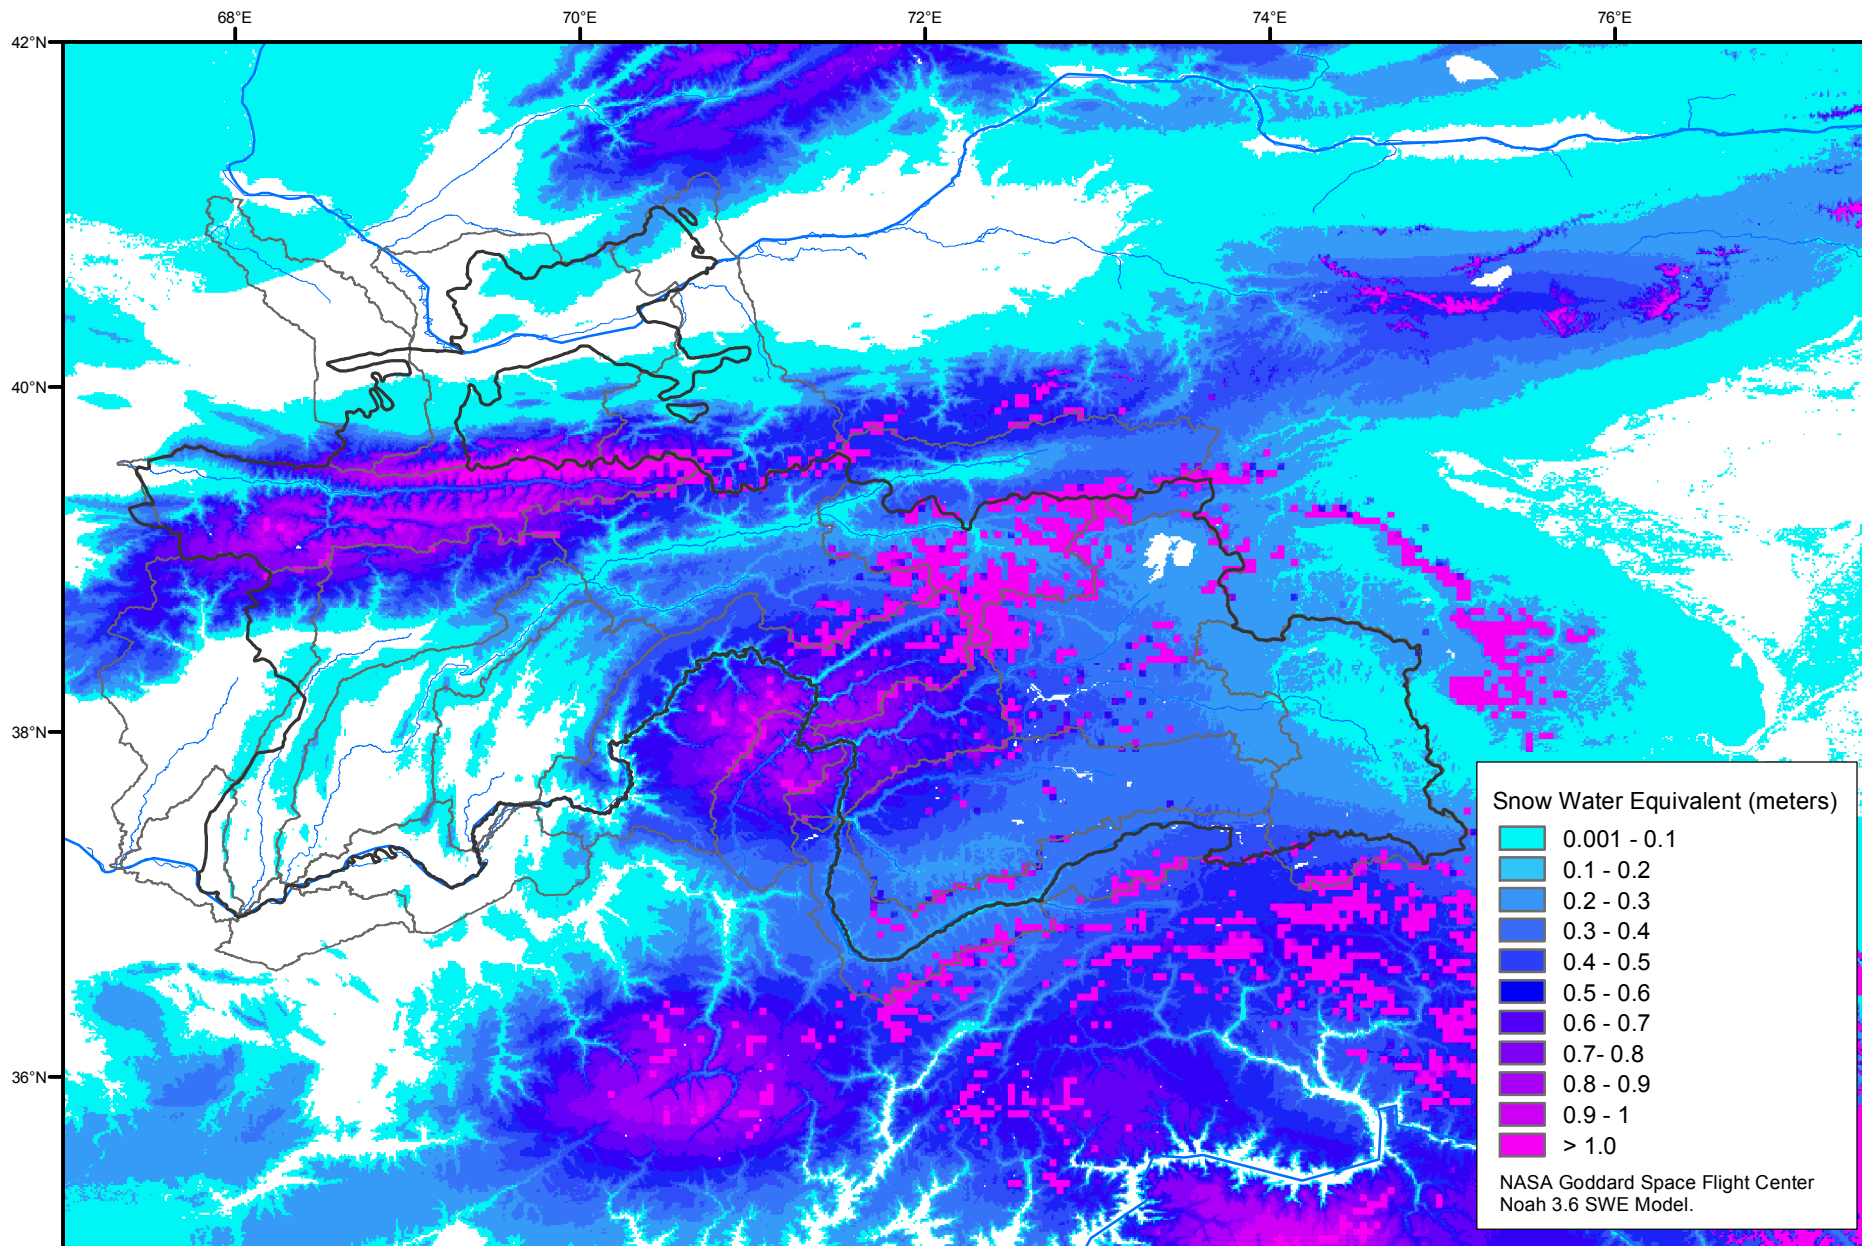 68°E 70°E 72°E 74°E 76°E
42°N
40°N
38°N
36°N
Snow Water Equivalent (meters)
0.001 - 0.1
0.1 - 0.2
0.2 - 0.3
0.3 - 0.4
0.4 - 0.5
0.5 - 0.6
0.6 - 0.7
0.7- 0.8
0.8 - 0.9
0.9 - 1
> 1.0
NASA Goddard Space Flight Center
Noah 3.6 SWE Model.